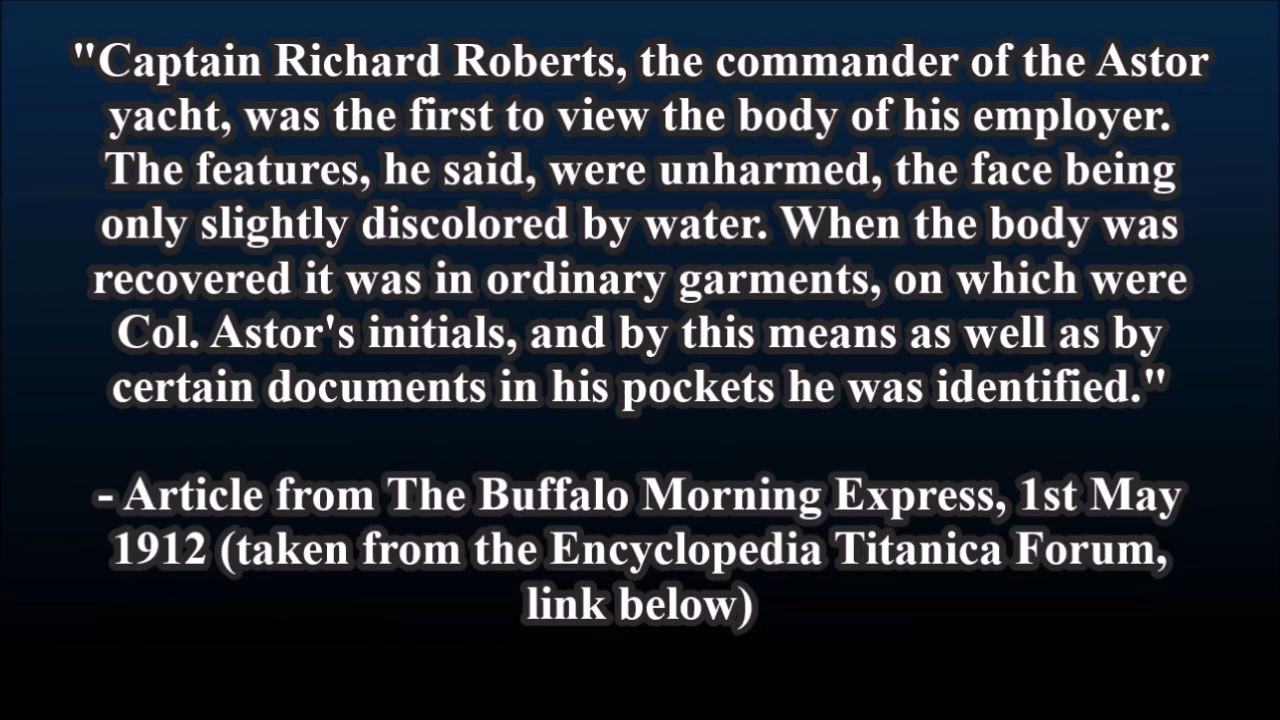 "Captain Richard Roberts, the commander of the Astor
yacht, was the first to view the body of his employer.
The features, he said, were unharmed, the face being
only slightly discolored by water. When the body was
recovered it was in ordinary garments, on which were
Col. Astor's initials, and by this means as well as by
certain documents in his pockets he was identified."
- Article from The Buffalo Morning Express, 1st May
1912 (taken from the Encyclopedia Titanica Forum,
link below)